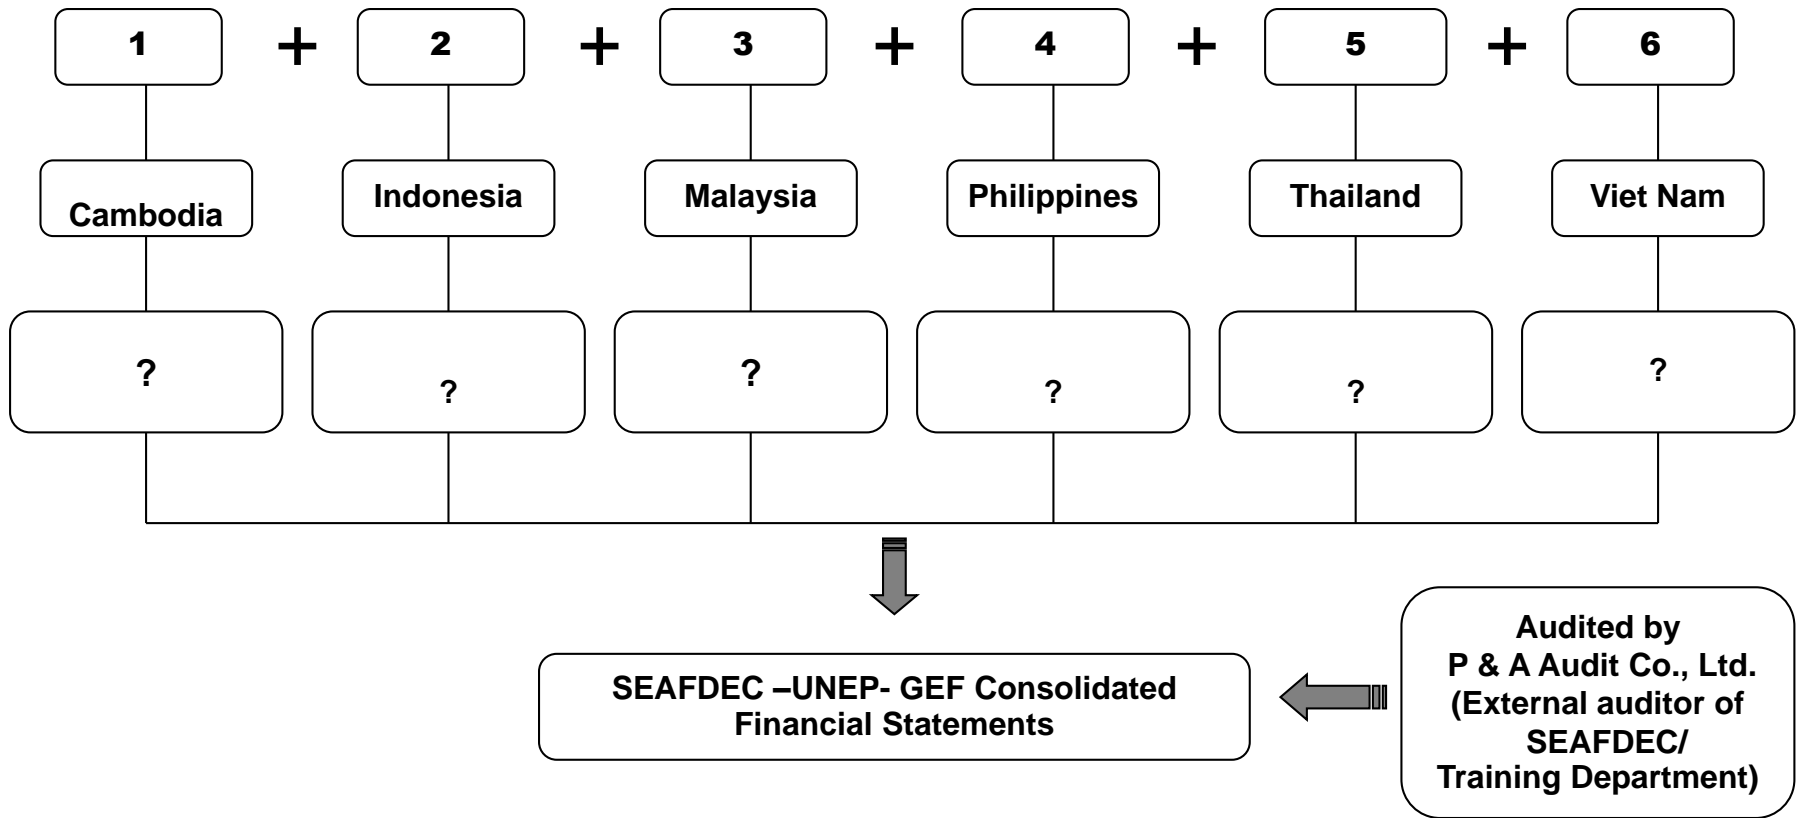 1 + 2 + 3 + 4 + 5 + 6
Cambodia
Indonesia
Malaysia
Philippines
Thailand
Viet Nam
?
?
?
?
?
?
SEAFDEC –UNEP- GEF Consolidated
Financial Statements
Audited by
P & A Audit Co., Ltd.
(External auditor of
SEAFDEC/
Training Department)